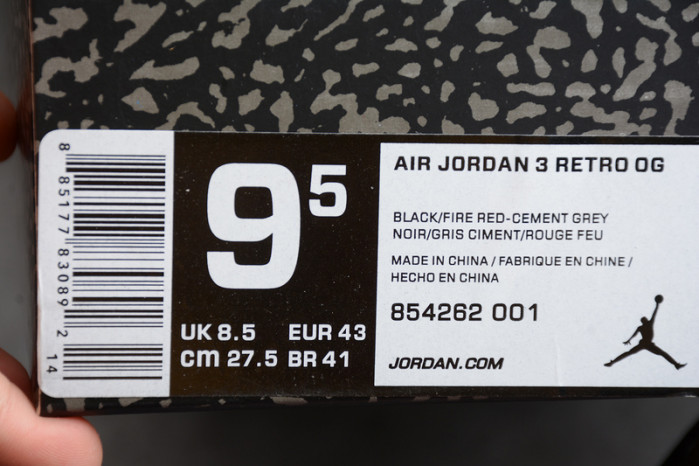 8 85177 83089 2 14
9 5
UK 8.5 EUR 43
cm 27.5 BR 41
AIR JORDAN 3 RETRO OG
BLACK/FIRE RED-CEMENT GREY
NOIR/GRIS CIMENT/ROUGE FEU
MADE IN CHINA / FABRIQUE EN CHINE /
HECHO EN CHINA
854262 001
JORDAN.COM